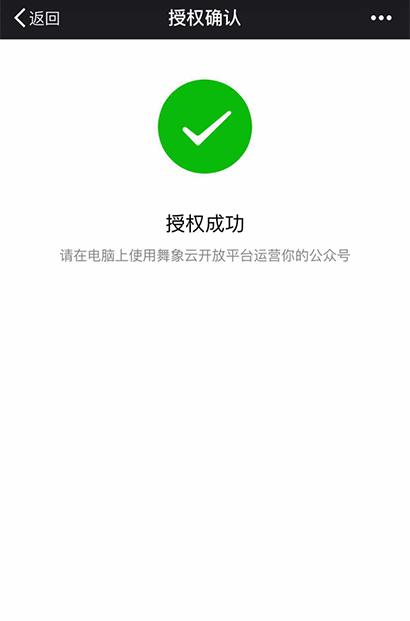 返回 授权确认
授权成功
请在电脑上使用舞象云开放平台运营你的公众号